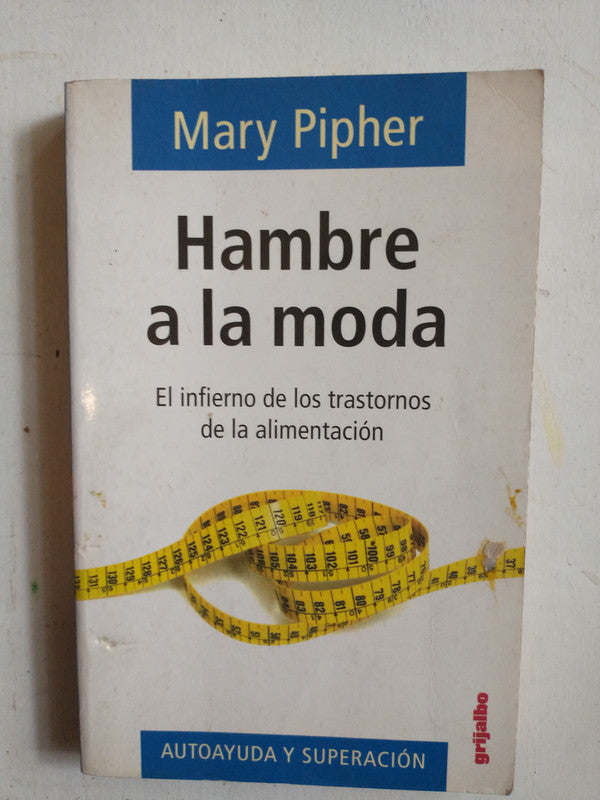 Mary Pipher
Hambre
a la moda
El infierno de los trastornos
de la alimentación
grijalbo
AUTOAYUDA Y SUPERACIÓN